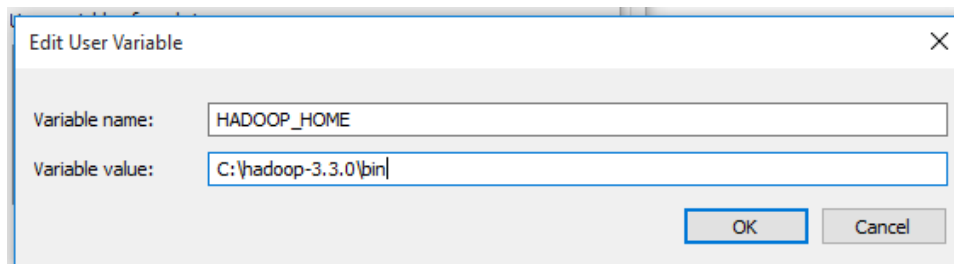 Edit User Variable
Variable name:
HADOOP_HOME
Variable value:
C:\hadoop-3.3.0\bin
OK
Cancel